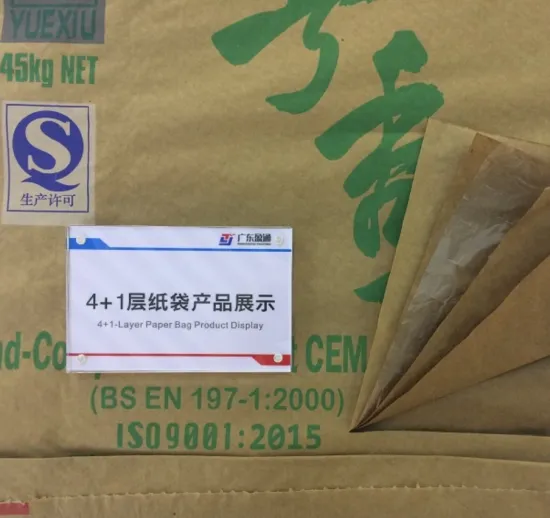 YUEXIU
45kg NET
S
生产许可
广东盈通
4+1层纸袋产品展示
4+1-Layer Paper Bag Product Display
CEM
(BS EN 197-1:2000)
ISO9001:2015